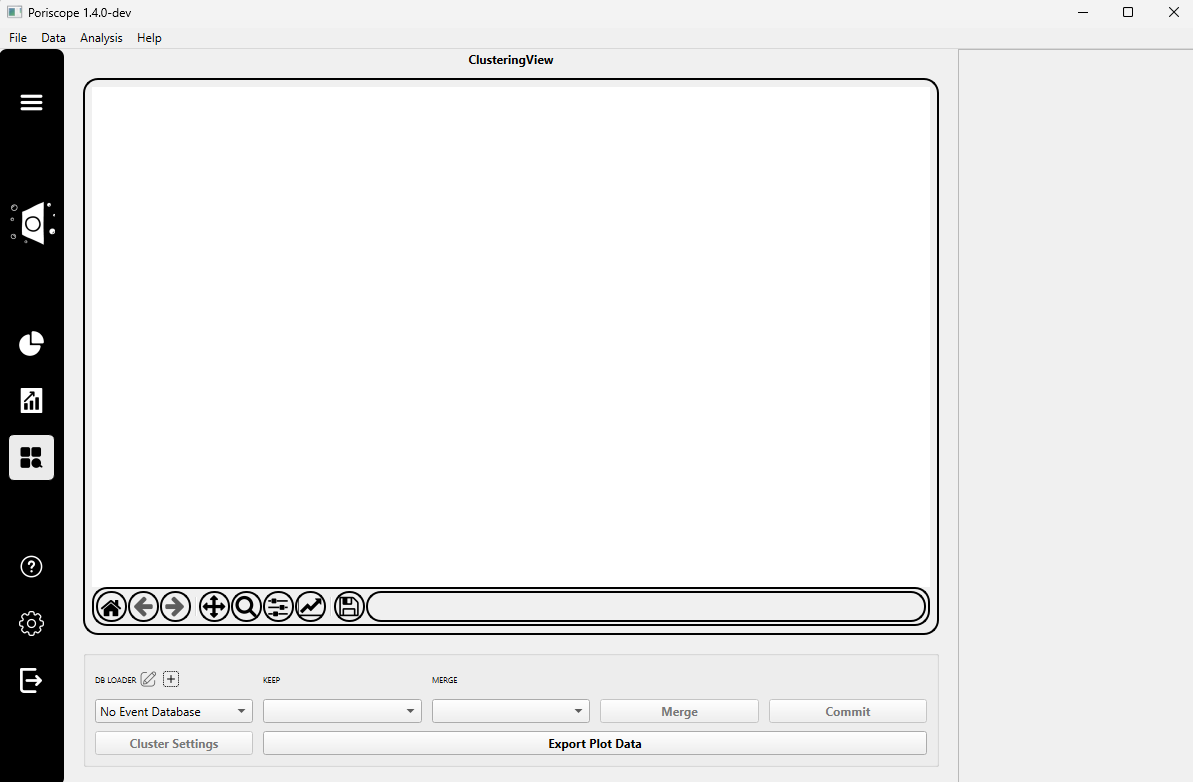 Poriscope 1.4.0-dev
File Data Analysis Help
ClusteringView
DB LOADER KEEP MERGE
No Event Database Merge Commit
Cluster Settings Export Plot Data